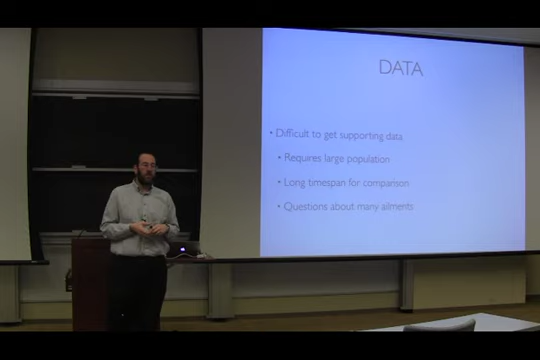 DATA
• Difficult to get supporting data
• Requires large population
• Long timespan for comparison
• Questions about many ailments